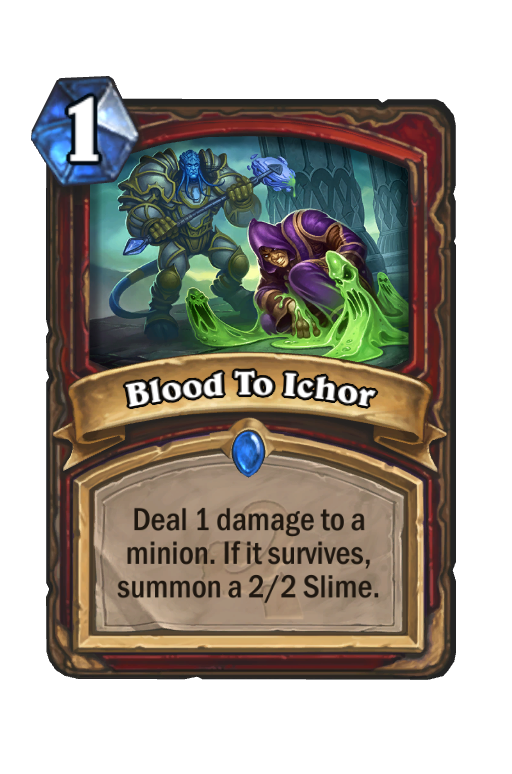 1
Blood To Ichor
Deal 1 damage to a
minion. If it survives,
summon a 2/2 Slime.